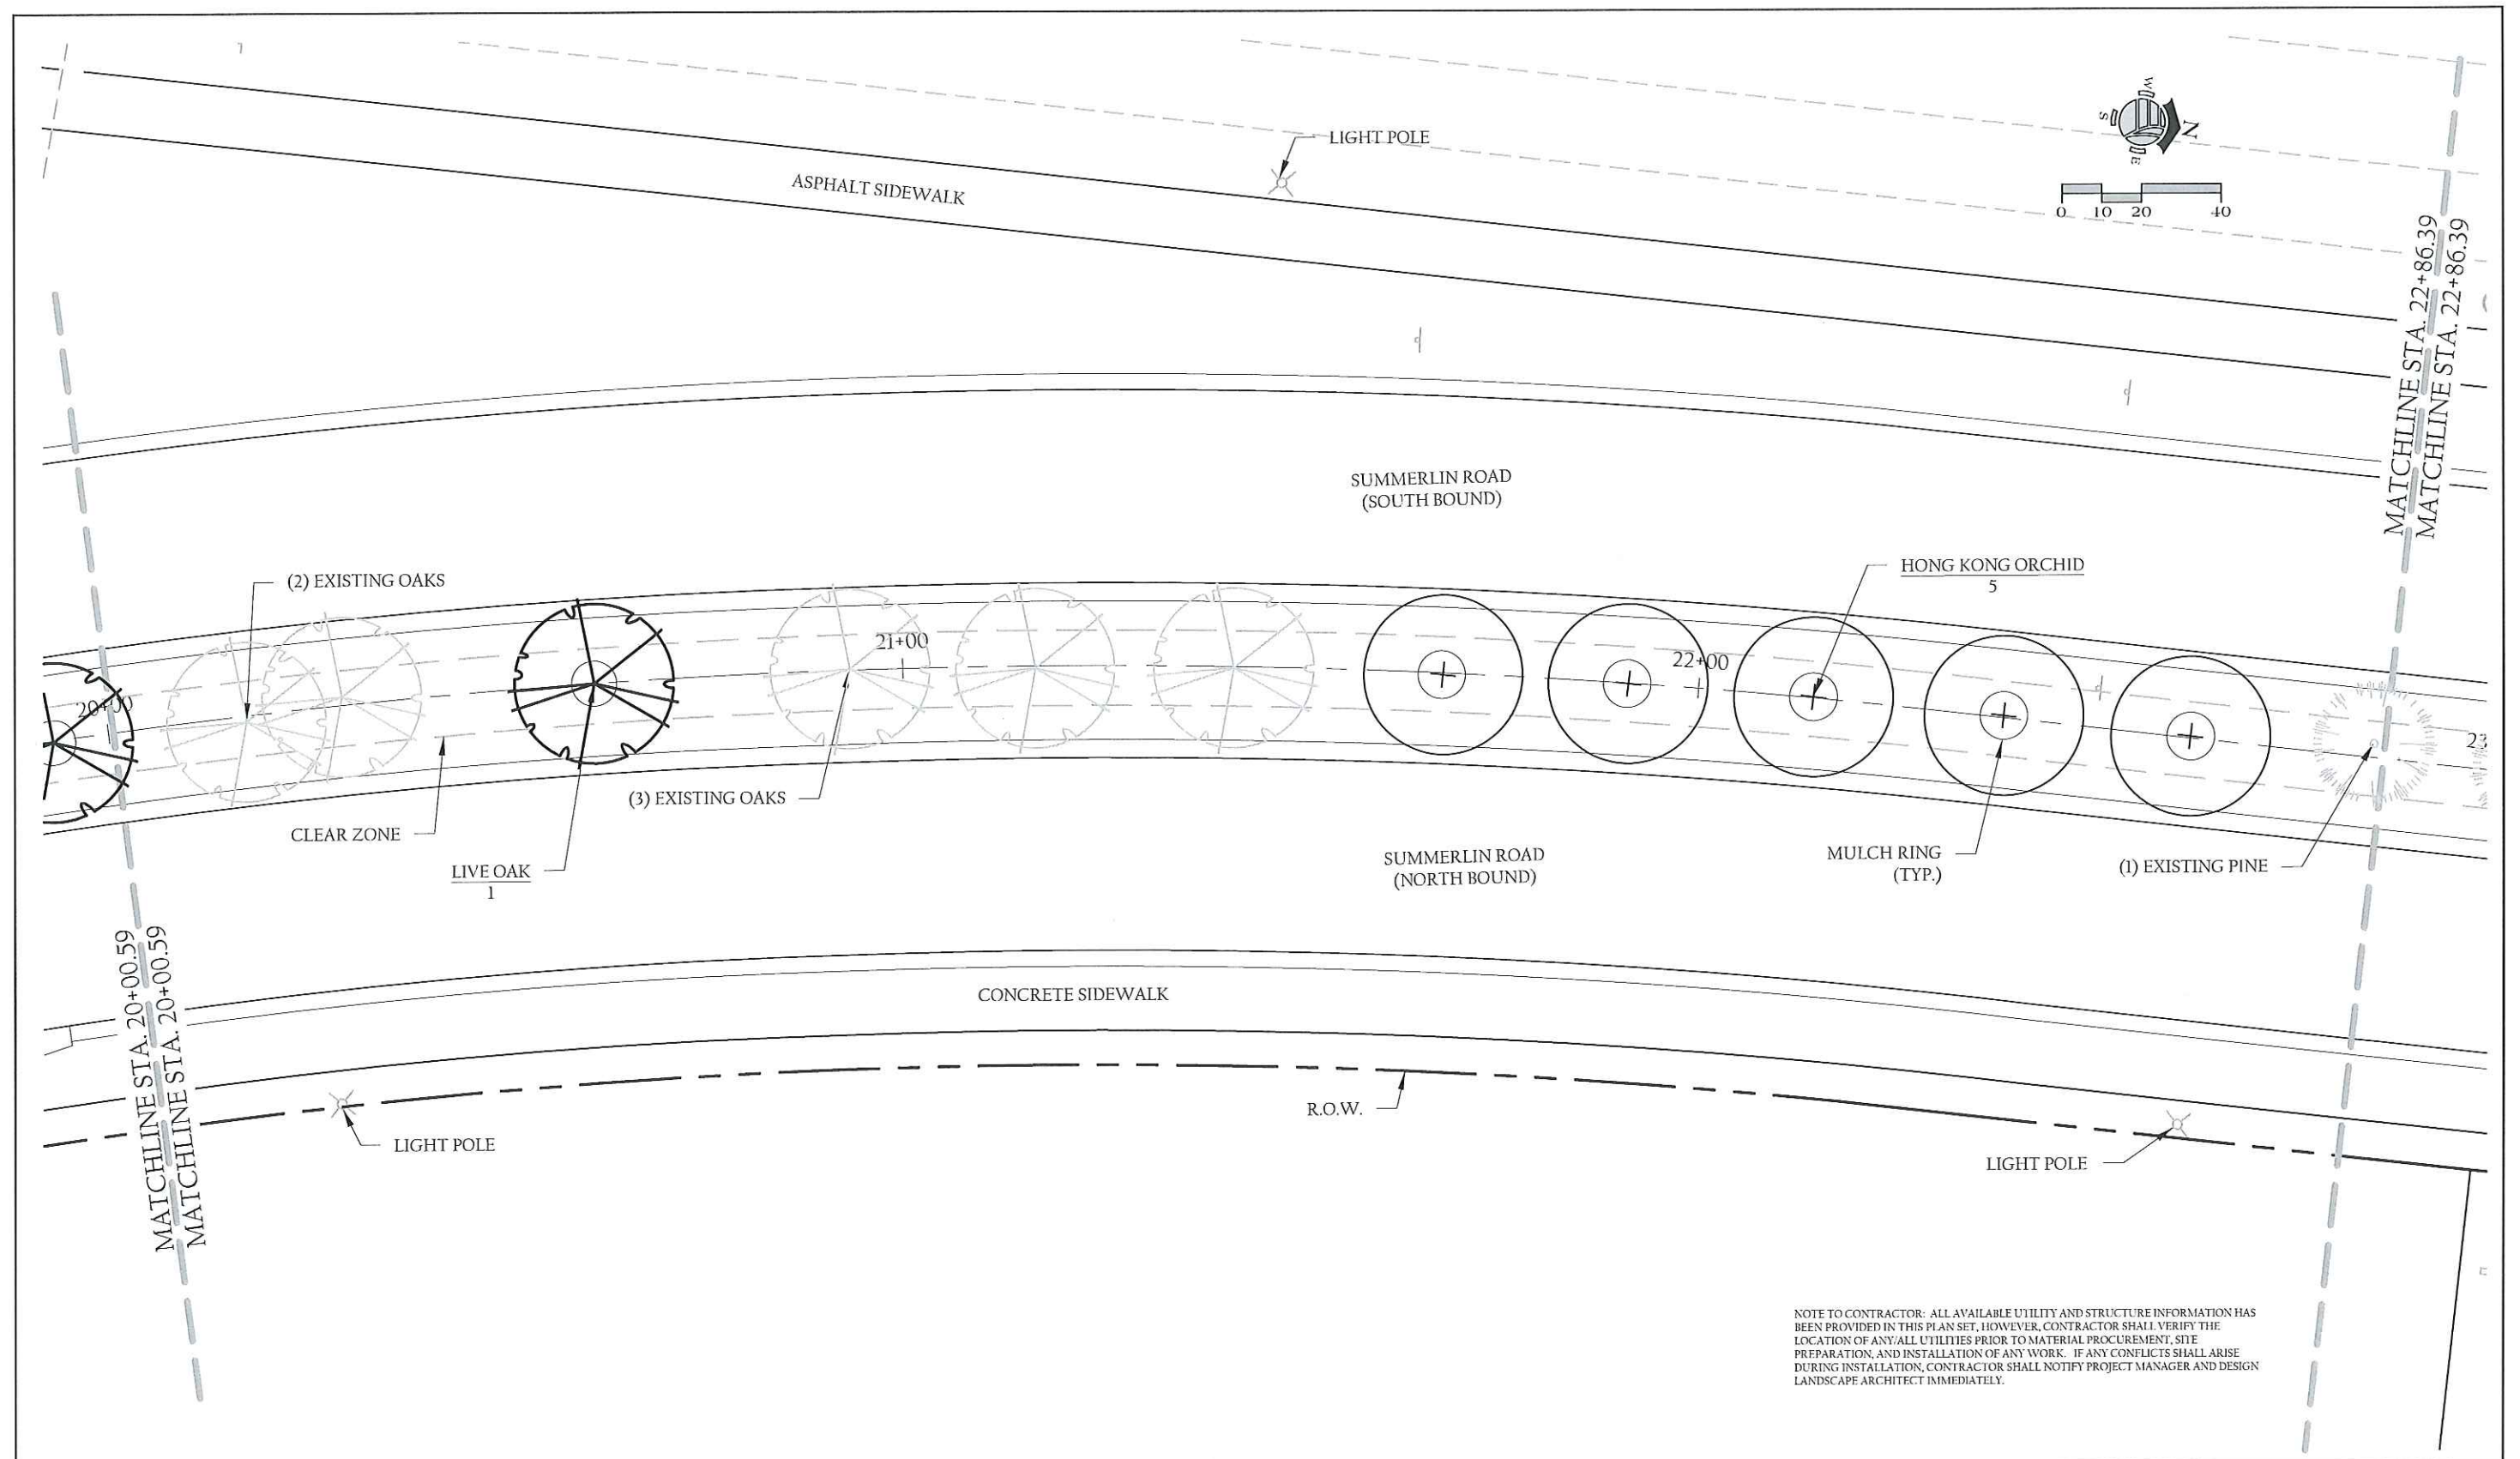 W
S
N
E
LIGHT POLE
ASPHALT SIDEWALK
0 10 20 40
MATCHLINE STA. 22+86.39
MATCHLINE STA. 22+86.39
SUMMERLIN ROAD
(SOUTH BOUND)
HONG KONG ORCHID
5
(2) EXISTING OAKS
21+00
22+00
20+00
23
(3) EXISTING OAKS
CLEAR ZONE
LIVE OAK
1
SUMMERLIN ROAD
(NORTH BOUND)
MULCH RING
(TYP.)
(1) EXISTING PINE
MATCHLINE STA. 20+00.59
MATCHLINE STA. 20+00.59
CONCRETE SIDEWALK
R.O.W.
LIGHT POLE
LIGHT POLE
NOTE TO CONTRACTOR: ALL AVAILABLE UTILITY AND STRUCTURE INFORMATION HAS
BEEN PROVIDED IN THIS PLAN SET, HOWEVER, CONTRACTOR SHALL VERIFY THE
LOCATION OF ANY/ALL UTILITIES PRIOR TO MATERIAL PROCUREMENT, SITE
PREPARATION, AND INSTALLATION OF ANY WORK. IF ANY CONFLICTS SHALL ARISE
DURING INSTALLATION, CONTRACTOR SHALL NOTIFY PROJECT MANAGER AND DESIGN
LANDSCAPE ARCHITECT IMMEDIATELY.